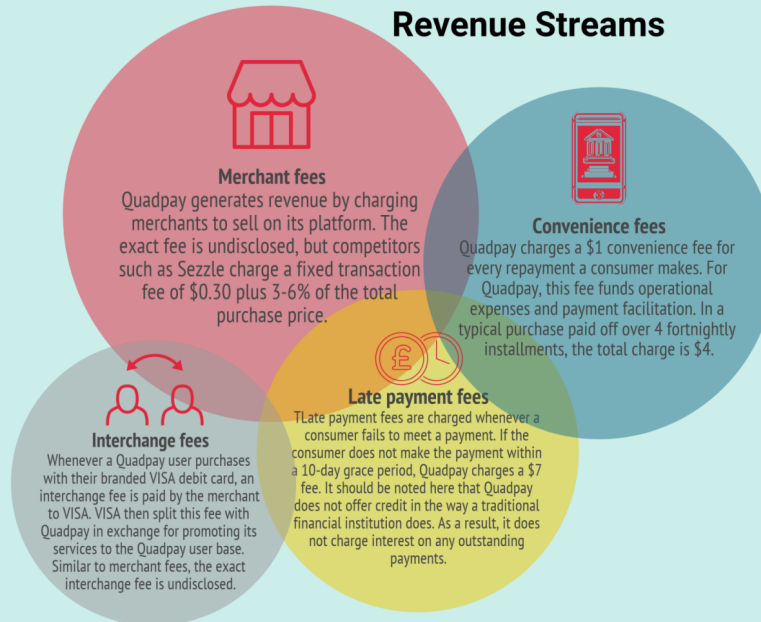 Revenue Streams
Merchant fees
Quadpay generates revenue by charging
merchants to sell on its platform. The
exact fee is undisclosed, but competitors
such as Sezzle charge a fixed transaction
fee of $0.30 plus 3-6% of the total
purchase price.
Convenience fees
Quadpay charges a $1 convenience fee for
every repayment a consumer makes. For
Quadpay, this fee funds operational
expenses and payment facilitation. In a
typical purchase paid off over 4 fortnightly
installments, the total charge is $4.
£
Late payment fees
TLate payment fees are charged whenever a
consumer fails to meet a payment. If the
consumer does not make the payment within
a 10-day grace period, Quadpay charges a $7
fee. It should be noted here that Quadpay
does not offer credit in the way a traditional
financial institution does. As a result, it does
not charge interest on any outstanding
payments.
Interchange fees
Whenever a Quadpay user purchases
with their branded VISA debit card, an
interchange fee is paid by the merchant
to VISA. VISA then split this fee with
Quadpay in exchange for promoting its
services to the Quadpay user base.
Similar to merchant fees, the exact
interchange fee is undisclosed.